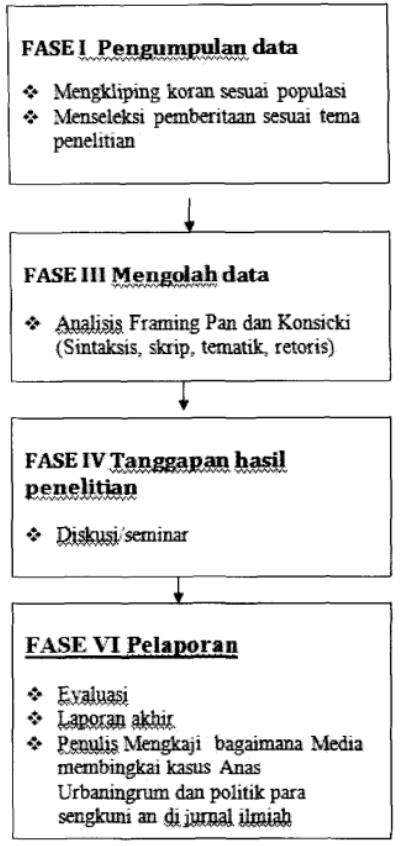 FASE I Pengumpulan data
❖ Mengkliping koran sesuai populasi
❖ Menseleksi pemberitaan sesuai tema
penelitian
FASE III Mengolah data
❖ Analisis Framing Pan dan Konsicki
(Sintaksis, skrip, tematik, retoris)
FASE IV Tanggapan hasil
penelitian
❖ Diskusi/seminar
FASE VI Pelaporan
❖ Evaluasi
❖ Laporan akhir
❖ Penulis Mengkaji bagaimana Media
membingkai kasus Anas
Urbaningrum dan politik para
sengkuni an di jurnal ilmiah